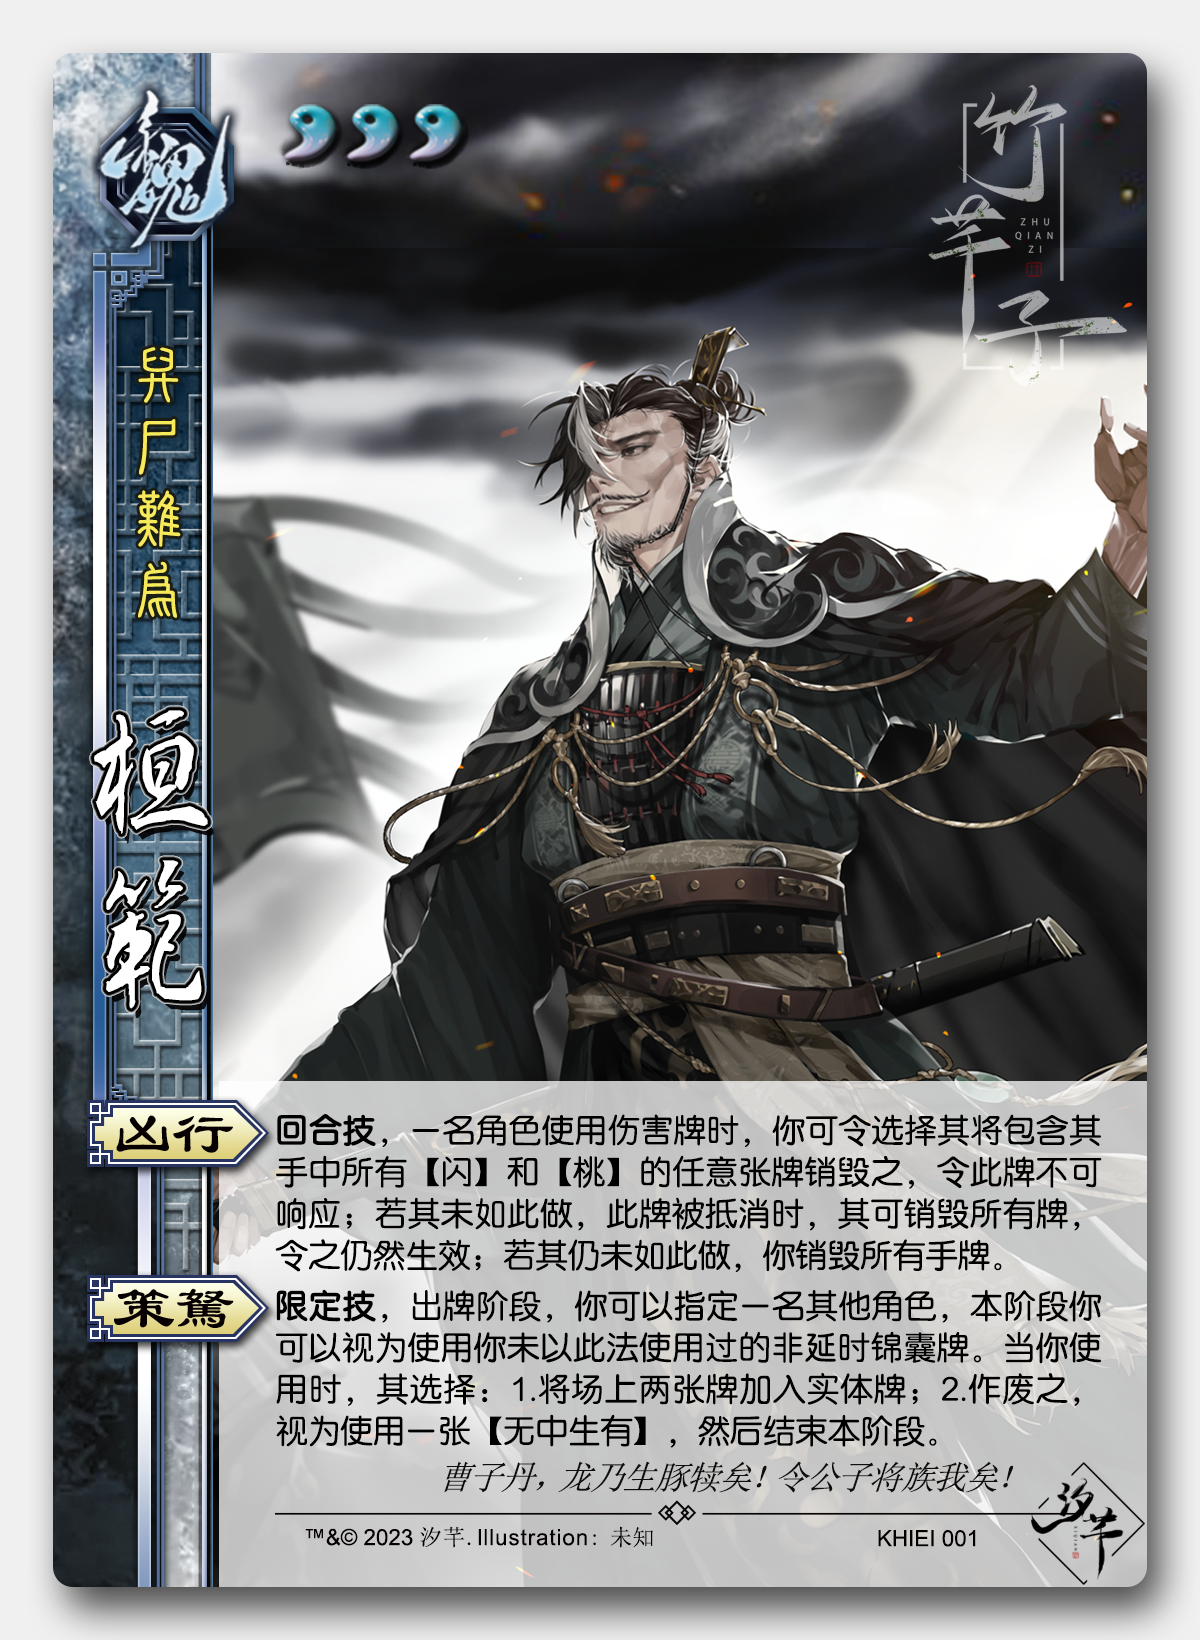 魏
舁尸難爲
桓範
竹芊子
ZHU
QIAN
ZI
凶行
回合技，一名角色使用伤害牌时，你可令选择其将包含其
手中所有【闪】和【桃】的任意张牌销毁之，令此牌不可
响应；若其未如此做，此牌被抵消时，其可销毁所有牌，
令之仍然生效；若其仍未如此做，你销毁所有手牌。
策駑
限定技，出牌阶段，你可以指定一名其他角色，本阶段你
可以视为使用你未以此法使用过的非延时锦囊牌。当你使
用时，其选择：1.将场上两张牌加入实体牌；2.作废之，
视为使用一张【无中生有】，然后结束本阶段。
曹子丹，龙乃生豚犊矣！令公子将族我矣！
™&© 2023 汐芊. Illustration：未知
KHIEI 001
汐芊